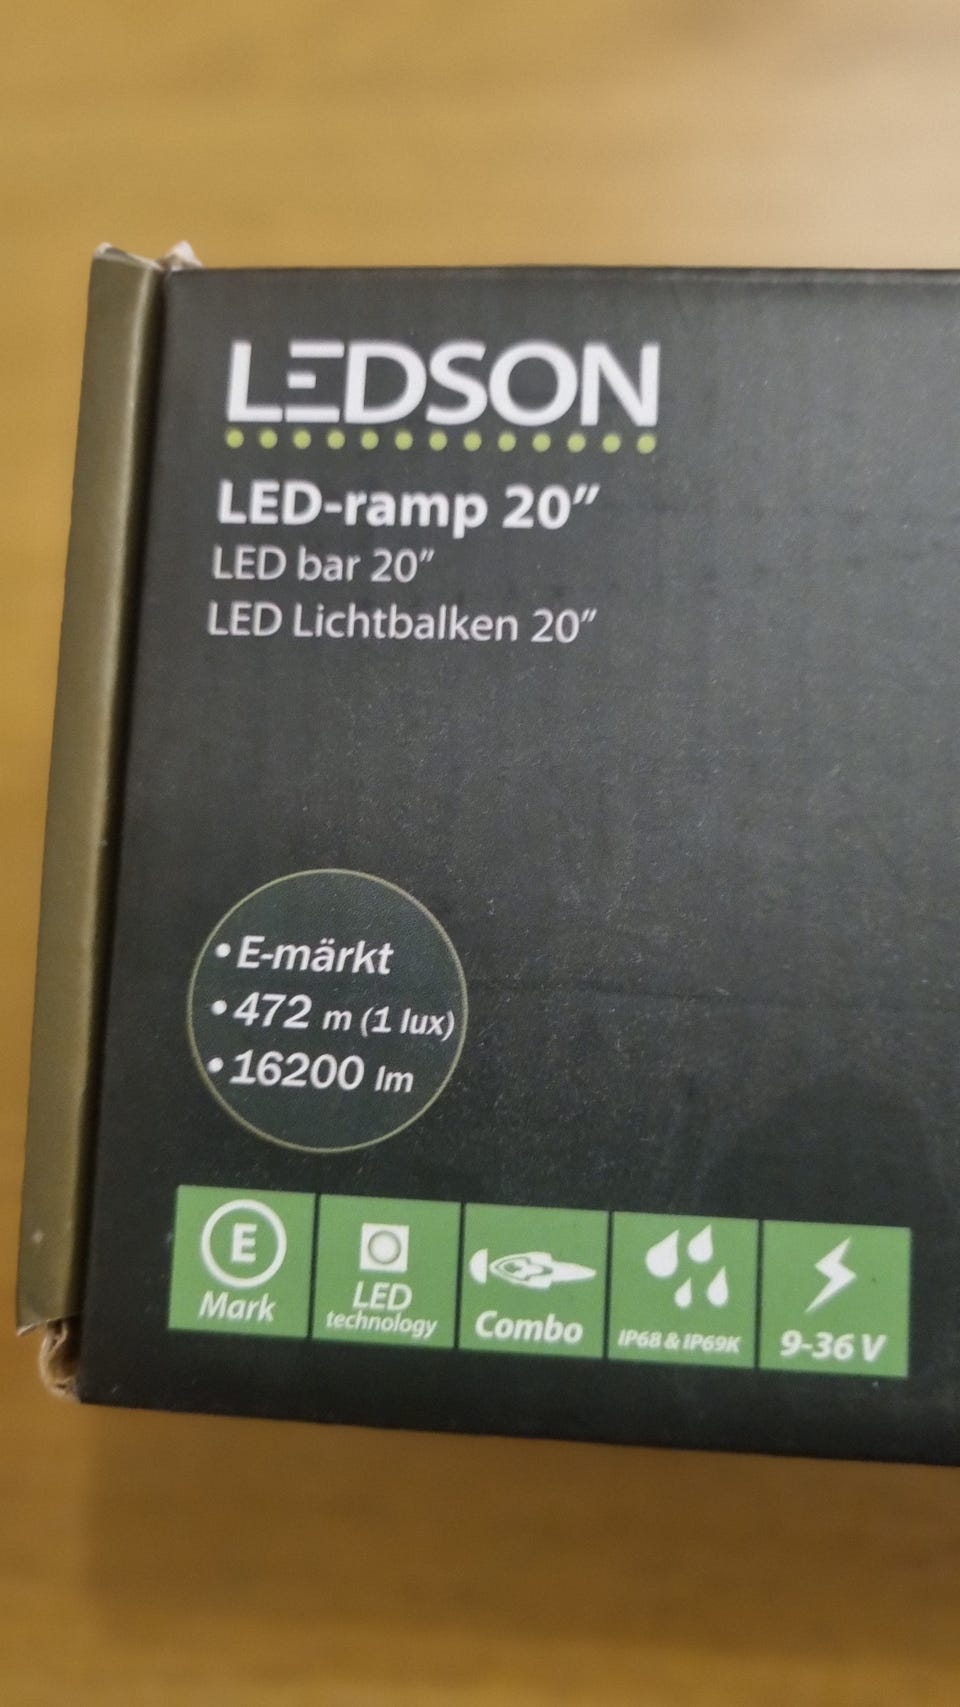 LEDSON
LED-ramp 20”
LED bar 20”
LED Lichtbalken 20”
• E-märkt
• 472 m (1 lux)
• 16200 lm
E
Mark
LED
technology
Combo
IP68 & IP69K
9-36 V